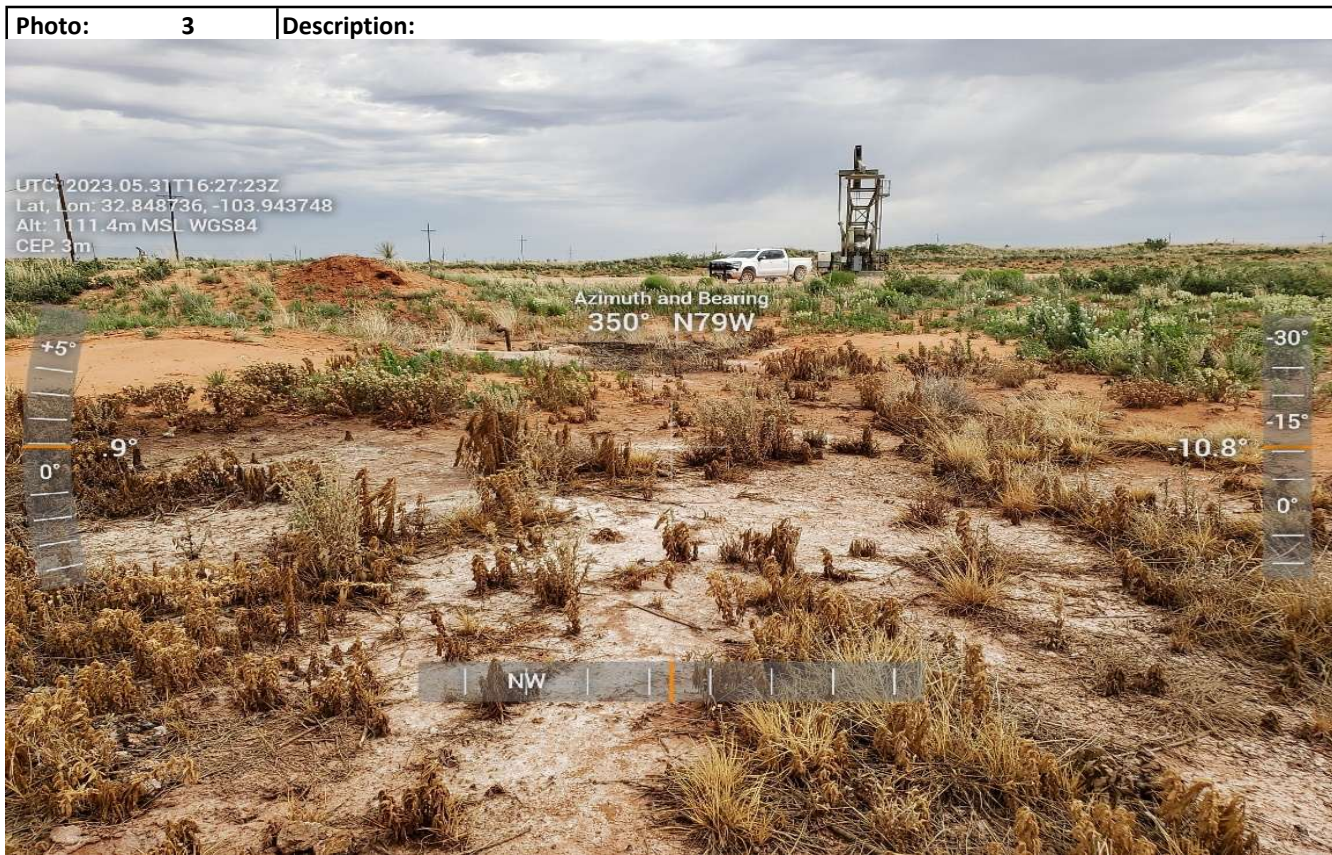 Photo: 3 Description:
UTC: 2023.05.31T16:27:23Z
Lat, Lon: 32.848736, -103.943748
Alt: 1111.4m MSL WGS84
CEP: 3m
Azimuth and Bearing
350° N79W
+5°
.9°
0°
-30°
-15°
-10.8°
0°
NW